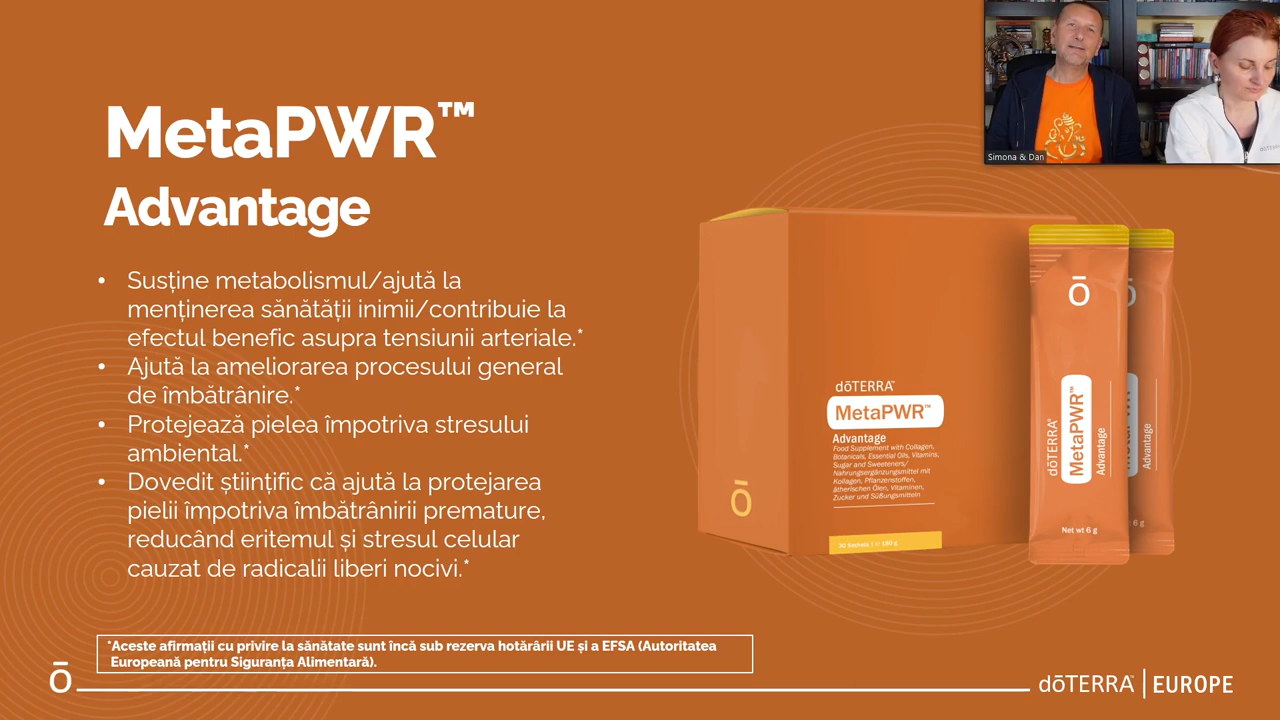 MetaPWR™
Advantage
• Susține metabolismul/ajută la
menținerea sănătății inimii/contribuie la
efectul benefic asupra tensiunii arteriale.*
• Ajută la ameliorarea procesului general
de îmbătrânire.*
• Protejează pielea împotriva stresului
ambiental.*
• Dovedit științific că ajută la protejarea
pielii împotriva îmbătrânirii premature,
reducând eritemul și stresul celular
cauzat de radicalii liberi nocivi.*
*Aceste afirmații cu privire la sănătate sunt încă sub rezerva hotărârii UE și a EFSA (Autoritatea
Europeană pentru Siguranța Alimentară).
Simona & Dan
dōTERRA
MetaPWR™
Advantage
Food Supplement with Collagen,
Botanicals, Essential Oils, Vitamins,
Sugar and Sweeteners/
Nahrungsergänzungsmittel mit
Kollagen, Pflanzenstoffen,
ätherischen Ölen, Vitaminen,
Zucker und Süßungsmitteln
30 Sachets | ℮ 180 g
ō
ō
dōTERRA
MetaPWR™
Advantage
Net wt 6 g
Advantage
6 g
ō
dōTERRA | EUROPE